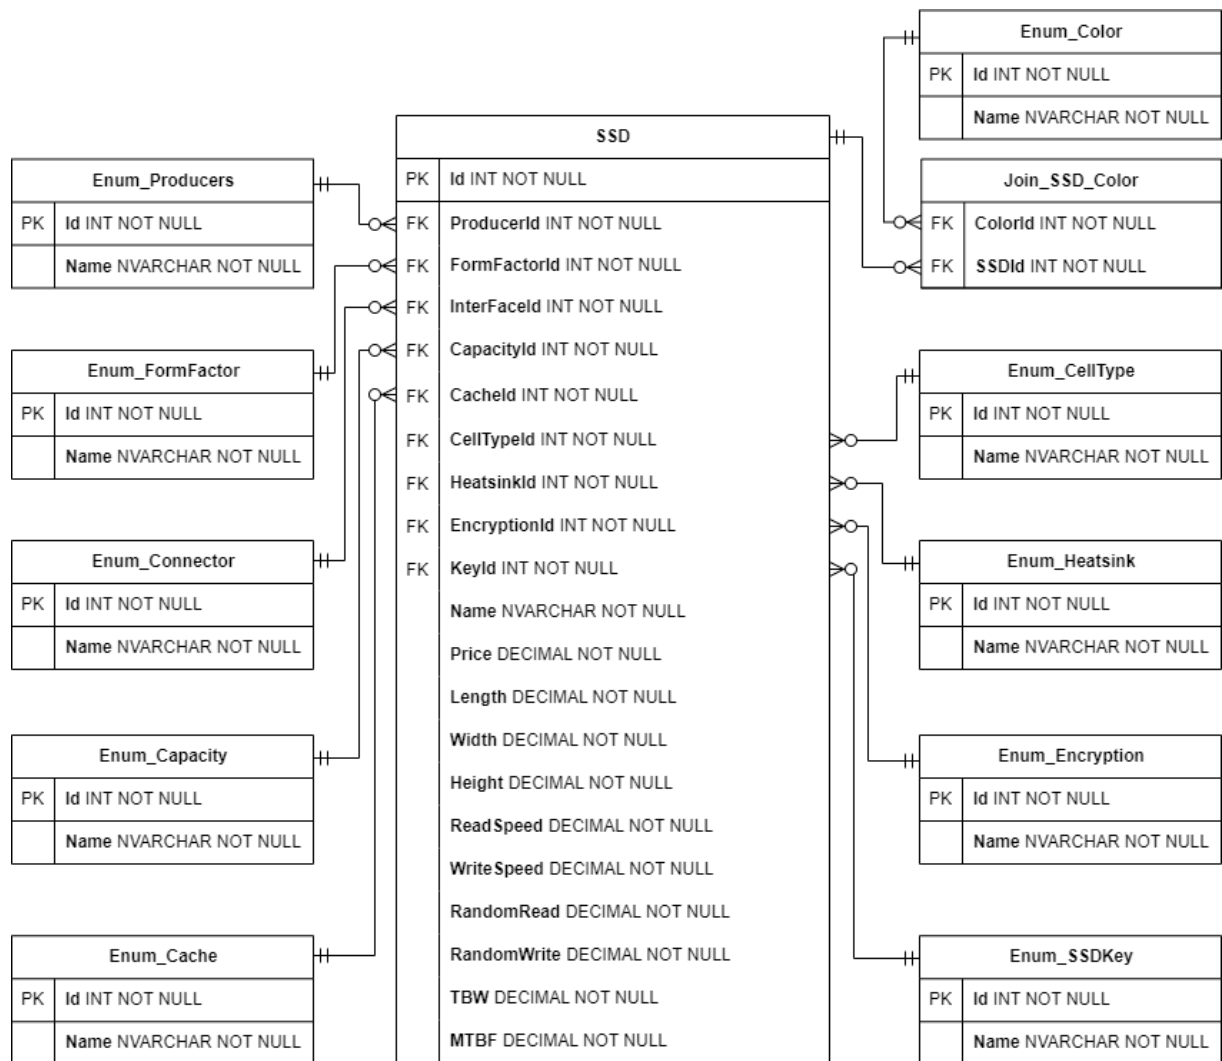 Enum_Producers
PK Id INT NOT NULL
Name NVARCHAR NOT NULL
Enum_FormFactor
PK Id INT NOT NULL
Name NVARCHAR NOT NULL
Enum_Connector
PK Id INT NOT NULL
Name NVARCHAR NOT NULL
Enum_Capacity
PK Id INT NOT NULL
Name NVARCHAR NOT NULL
Enum_Cache
PK Id INT NOT NULL
Name NVARCHAR NOT NULL
SSD
PK Id INT NOT NULL
FK ProducerId INT NOT NULL
FK FormFactorId INT NOT NULL
FK InterFaceId INT NOT NULL
FK CapacityId INT NOT NULL
FK CacheId INT NOT NULL
FK CellTypeId INT NOT NULL
FK HeatsinkId INT NOT NULL
FK EncryptionId INT NOT NULL
FK KeyId INT NOT NULL
Name NVARCHAR NOT NULL
Price DECIMAL NOT NULL
Length DECIMAL NOT NULL
Width DECIMAL NOT NULL
Height DECIMAL NOT NULL
ReadSpeed DECIMAL NOT NULL
WriteSpeed DECIMAL NOT NULL
RandomRead DECIMAL NOT NULL
RandomWrite DECIMAL NOT NULL
TBW DECIMAL NOT NULL
MTBF DECIMAL NOT NULL
Enum_Color
PK Id INT NOT NULL
Name NVARCHAR NOT NULL
Join_SSD_Color
FK ColorId INT NOT NULL
FK SSDId INT NOT NULL
Enum_CellType
PK Id INT NOT NULL
Name NVARCHAR NOT NULL
Enum_Heatsink
PK Id INT NOT NULL
Name NVARCHAR NOT NULL
Enum_Encryption
PK Id INT NOT NULL
Name NVARCHAR NOT NULL
Enum_SSDKey
PK Id INT NOT NULL
Name NVARCHAR NOT NULL